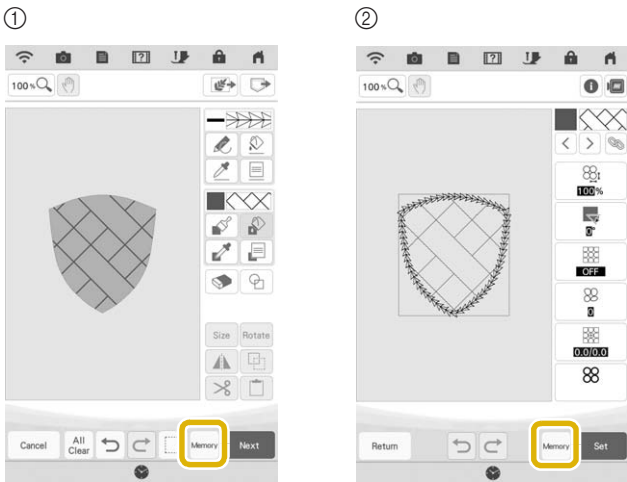 ① ②
100% 100%
Size Rotate
Cancel All Clear Memory Next
100%
0°
OFF
0
0.0/0.0
Return Memory Set